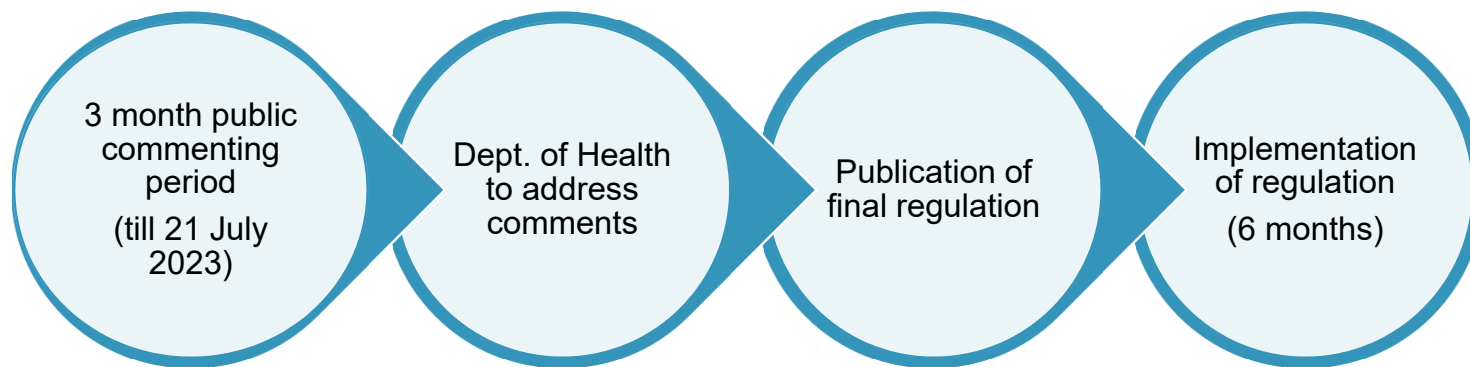 3 month public
commenting
period
(till 21 July
2023)
Dept. of Health
to address
comments
Publication of
final regulation
Implementation
of regulation
(6 months)